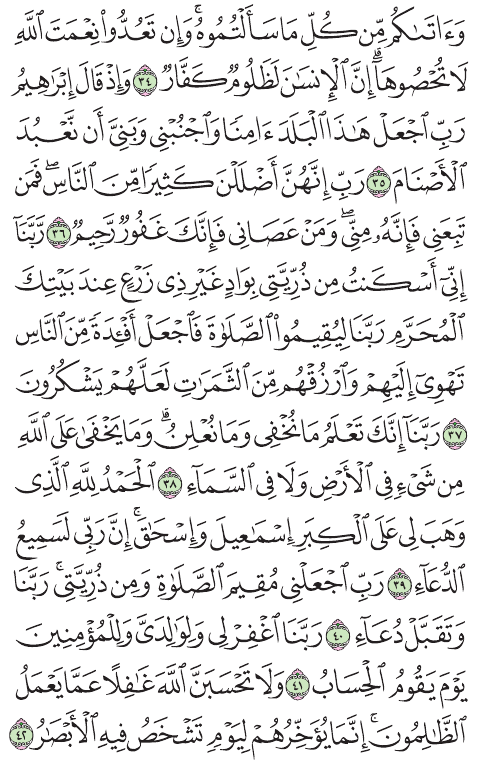 وَءَاتَىٰكُم مِّن كُلِّ مَا سَأَلْتُمُوهُ ۚ وَإِن تَعُدُّوا۟ نِعْمَتَ ٱللَّهِ
لَا تُحْصُوهَآ ۗ إِنَّ ٱلْإِنسَـٰنَ لَظَلُومٌ كَفَّارٌ ٣٤ وَإِذْ قَالَ إِبْرَٰهِيمُ
رَبِّ ٱجْعَلْ هَـٰذَا ٱلْبَلَدَ ءَامِنًا وَٱجْنُبْنِى وَبَنِىَّ أَن نَّعْبُدَ
ٱلْأَصْنَامَ ٣٥ رَبِّ إِنَّهُنَّ أَضْلَلْنَ كَثِيرًا مِّنَ ٱلنَّاسِ ۖ فَمَن
تَبِعَنِى فَإِنَّهُۥ مِنِّى ۖ وَمَنْ عَصَانِى فَإِنَّكَ غَفُورٌ رَّحِيمٌ ٣٦ رَّبَّنَآ
إِنِّىٓ أَسْكَنتُ مِن ذُرِّيَّتِى بِوَادٍ غَيْرِ ذِى زَرْعٍ عِندَ بَيْتِكَ
ٱلْمُحَرَّمِ رَبَّنَا لِيُقِيمُوا۟ ٱلصَّلَوٰةَ فَٱجْعَلْ أَفْـِٔدَةً مِّنَ ٱلنَّاسِ
تَهْوِىٓ إِلَيْهِمْ وَٱرْزُقْهُم مِّنَ ٱلثَّمَرَٰتِ لَعَلَّهُمْ يَشْكُرُونَ
٣٧ رَبَّنَآ إِنَّكَ تَعْلَمُ مَا نُخْفِى وَمَا نُعْلِنُ ۗ وَمَا يَخْفَىٰ عَلَى ٱللَّهِ
مِن شَىْءٍ فِى ٱلْأَرْضِ وَلَا فِى ٱلسَّمَآءِ ٣٨ ٱلْحَمْدُ لِلَّهِ ٱلَّذِى
وَهَبَ لِى عَلَى ٱلْكِبَرِ إِسْمَـٰعِيلَ وَإِسْحَـٰقَ ۚ إِنَّ رَبِّى لَسَمِيعُ
ٱلدُّعَآءِ ٣٩ رَبِّ ٱجْعَلْنِى مُقِيمَ ٱلصَّلَوٰةِ وَمِن ذُرِّيَّتِى ۚ رَبَّنَا
وَتَقَبَّلْ دُعَآءِ ٤٠ رَبَّنَا ٱغْفِرْ لِى وَلِوَٰلِدَىَّ وَلِلْمُؤْمِنِينَ
يَوْمَ يَقُومُ ٱلْحِسَابُ ٤١ وَلَا تَحْسَبَنَّ ٱللَّهَ غَـٰفِلًا عَمَّا يَعْمَلُ
ٱلظَّـٰلِمُونَ ۚ إِنَّمَا يُؤَخِّرُهُمْ لِيَوْمٍ تَشْخَصُ فِيهِ ٱلْأَبْصَـٰرُ ٤٢